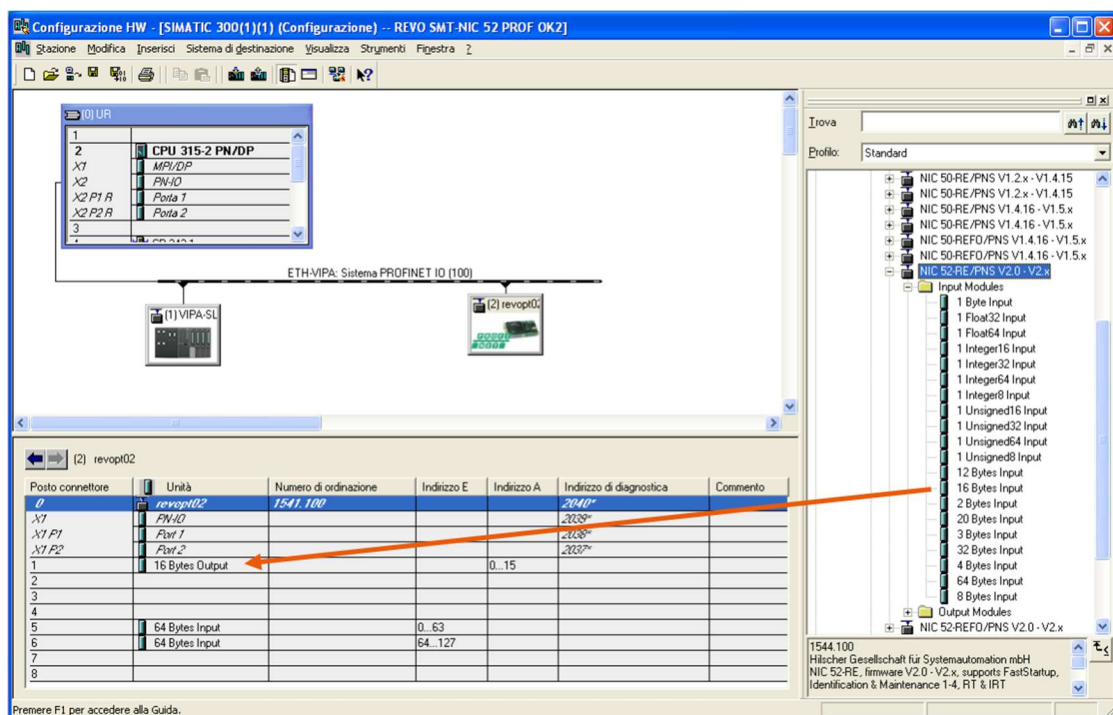 Configurazione HW - [SIMATIC 300(1)(1) (Configurazione) -- REVO SMT-NIC 52 PROF OK2]
Stazione Modifica Inserisci Sistema di destinazione Visualizza Strumenti Finestra ?
(0) UR
1
2 CPU 315-2 PN/DP
X1 MPI/DP
X2 PN-IO
X2 P1 R Porta 1
X2 P2 R Porta 2
3
ETH-VIPA: Sistema PROFINET IO (100)
(1) VIPA-SL
(2) revopt02
Trova
Profilo: Standard
NIC 50-RE/PNS V1.2.x - V1.4.15
NIC 50-RE/PNS V1.2.x - V1.4.15
NIC 50-RE/PNS V1.4.16 - V1.5.x
NIC 50-RE/PNS V1.4.16 - V1.5.x
NIC 50-REFO/PNS V1.4.16 - V1.5.x
NIC 50-REFO/PNS V1.4.16 - V1.5.x
NIC 52-RE/PNS V2.0 - V2.x
Input Modules
1 Byte Input
1 Float32 Input
1 Float64 Input
1 Integer16 Input
1 Integer32 Input
1 Integer64 Input
1 Integer8 Input
1 Unsigned16 Input
1 Unsigned32 Input
1 Unsigned64 Input
1 Unsigned8 Input
12 Bytes Input
16 Bytes Input
2 Bytes Input
20 Bytes Input
3 Bytes Input
32 Bytes Input
4 Bytes Input
64 Bytes Input
8 Bytes Input
Output Modules
NIC 52-REFO/PNS V2.0 - V2.x
1544.100
Hilscher Gesellschaft für Systemautomation mbH
NIC 52-RE, firmware V2.0 - V2.x, supports FastStartup,
Identification & Maintenance 1-4, RT & IRT
(2) revopt02
Posto connettore Unità Numero di ordinazione Indirizzo E Indirizzo A Indirizzo di diagnostica Commento
0 revopt02 1541.100 2040*
X1 PN-IO 2039*
X1 P1 Port 1 2038*
X1 P2 Port 2 2037*
1 16 Bytes Output 0...15
2
3
4
5 64 Bytes Input 0...63
6 64 Bytes Input 64...127
7
8
Premere F1 per accedere alla Guida.